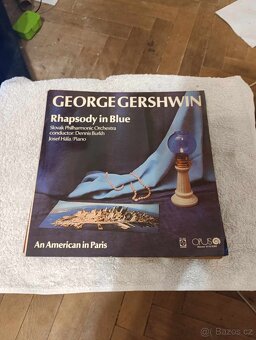 GEORGE GERSHWIN
Rhapsody in Blue
Slovak Philharmonic Orchestra
conductor: Dennis Burkh
Josef Hála /Piano
An American in Paris
OPUS
sbazar.cz